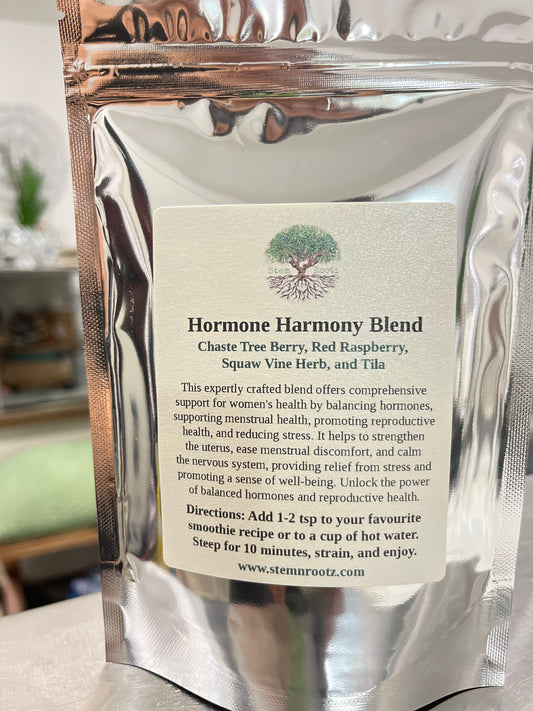 Stem Rootz
Hormone Harmony Blend
Chaste Tree Berry, Red Raspberry,
Squaw Vine Herb, and Tila
This expertly crafted blend offers comprehensive
support for women's health by balancing hormones,
supporting menstrual health, promoting reproductive
health, and reducing stress. It helps to strengthen
the uterus, ease menstrual discomfort, and calm
the nervous system, providing relief from stress and
promoting a sense of well-being. Unlock the power
of balanced hormones and reproductive health.
Directions: Add 1-2 tsp to your favourite
smoothie recipe or to a cup of hot water.
Steep for 10 minutes, strain, and enjoy.
www.stemnrootz.com